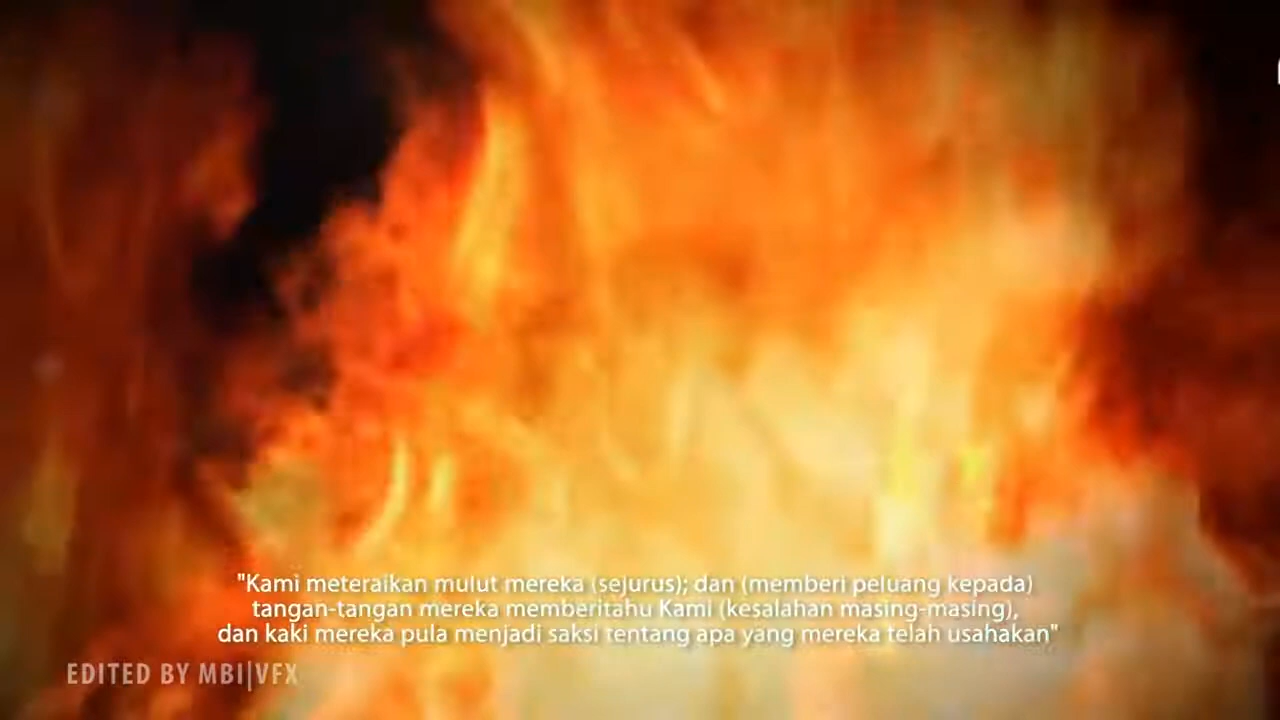 "Kami meteraikan mulut mereka (sejurus); dan (memberi peluang kepada)
tangan-tangan mereka memberitahu Kami (kesalahan masing-masing),
dan kaki mereka pula menjadi saksi tentang apa yang mereka telah usahakan"
EDITED BY MBI|VFX